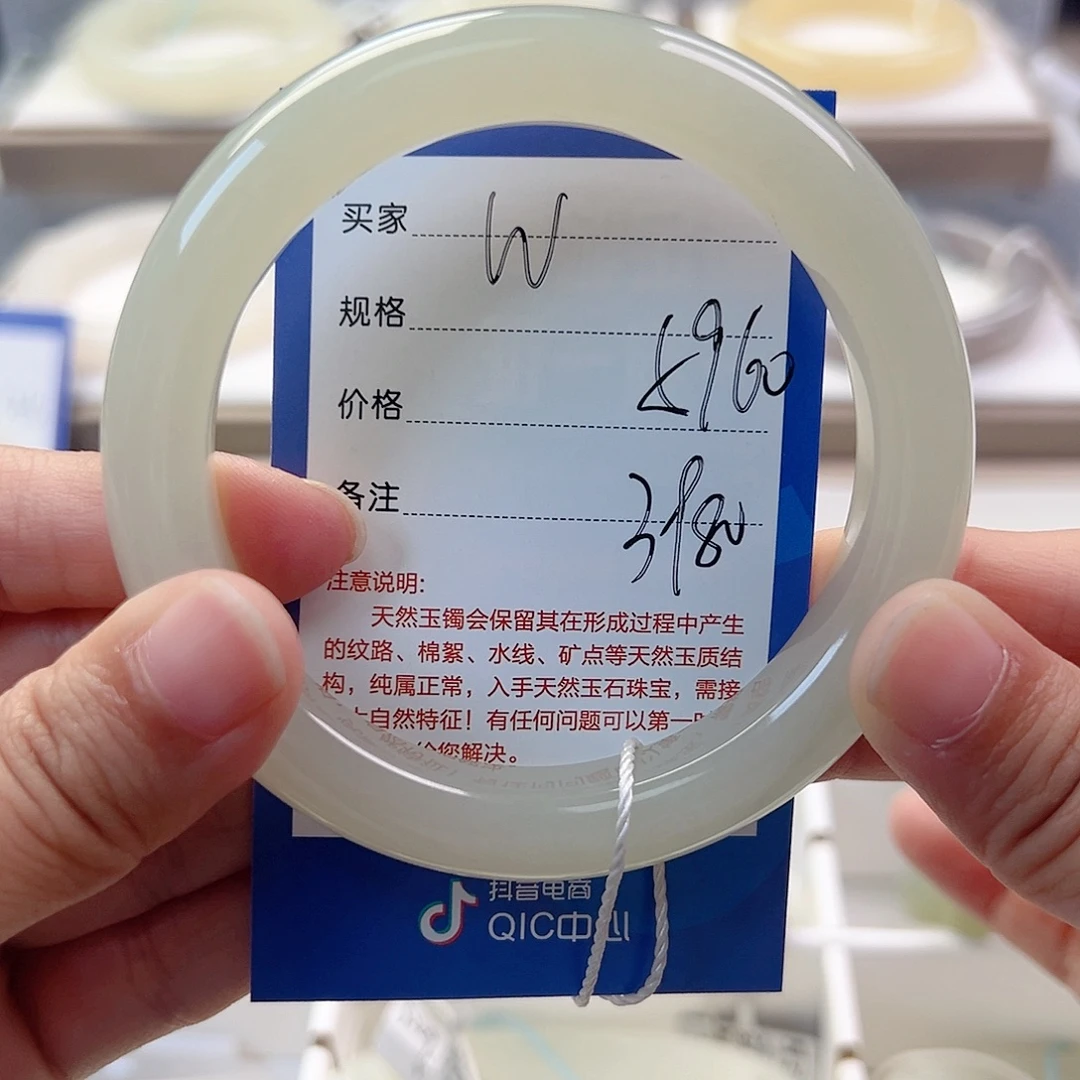 买家 W
规格
价格 960
备注 3980
注意说明:
天然玉镯会保留其在形成过程中产生
的纹路、棉絮、水线、矿点等天然玉质结
构，纯属正常，入手天然玉石珠宝，需接
大自然特征！有任何问题可以第一
给您解决。
抖音电商
QIC中心